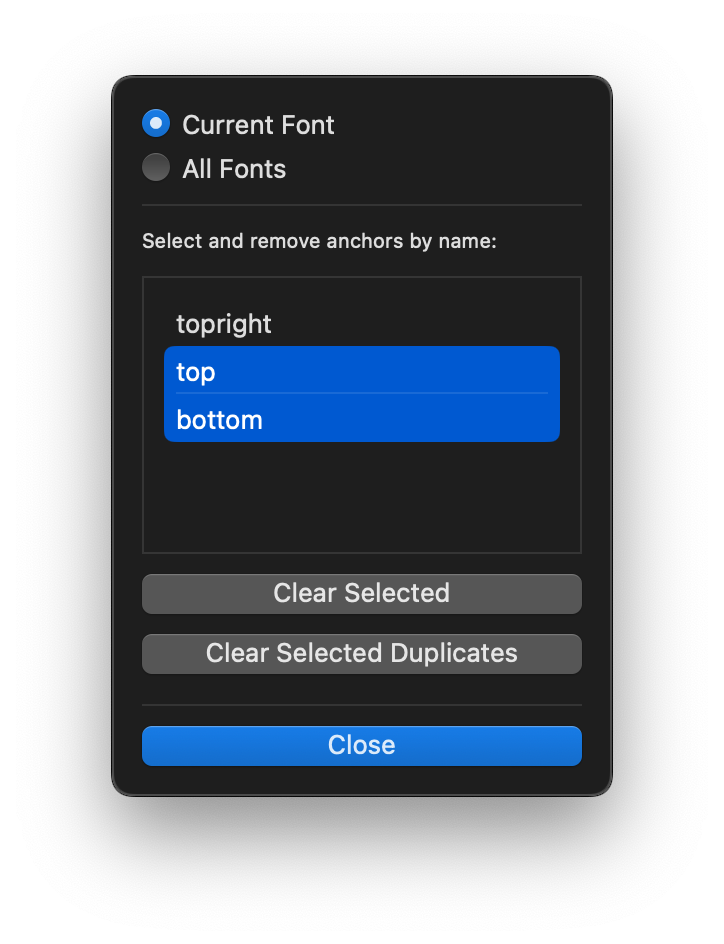 Current Font
All Fonts
Select and remove anchors by name:
topright
top
bottom
Clear Selected
Clear Selected Duplicates
Close